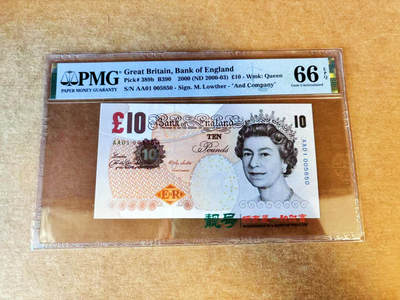 PMG
PAPER MONEY GUARANTY
Great Britain, Bank of England
Pick# 389b B390 2000 (ND 2000-03) £10 - Wmk: Queen
S/N AA01 005850 - Sign. M. Lowther - "And Company"
66 EPQ
Gem Uncirculated
£10
Bank of England
10
AA01
TEN
Pounds
10
AA01 005850
E R
靓号